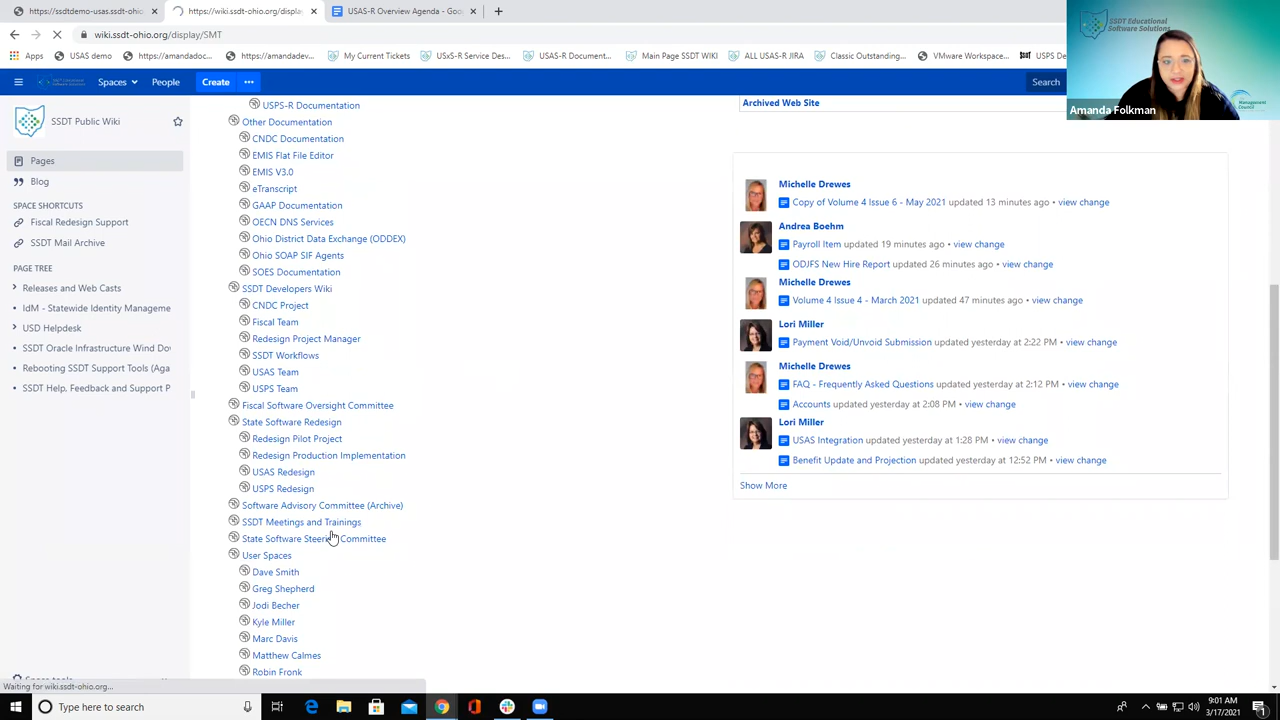 https://ssdtdemo-usas.ssdt-ohi
https://wiki.ssdt-ohio.org/displa
USAS-R Overview Agenda - Goo
wiki.ssdt-ohio.org/display/SMT
Apps
USAS demo
https://amandadoc...
https://amandadev...
My Current Tickets
USxS-R Service Des...
USAS-R Document...
Main Page SSDT WIKI
ALL USAS-R JIRA
Classic Outstanding...
VMware Workspace...
USPS De
SSDT Educational
Software Solutions
Amanda Folkman
Management
Council
Spaces
People
Create
Search
SSDT Public Wiki
Pages
Blog
SPACE SHORTCUTS
Fiscal Redesign Support
SSDT Mail Archive
PAGE TREE
Releases and Web Casts
IdM - Statewide Identity Manageme
USD Helpdesk
SSDT Oracle Infrastructure Wind Do
Rebooting SSDT Support Tools (Aga
SSDT Help, Feedback and Support P
USPS-R Documentation
Other Documentation
CNDC Documentation
EMIS Flat File Editor
EMIS V3.0
eTranscript
GAAP Documentation
OECN DNS Services
Ohio District Data Exchange (ODDEX)
Ohio SOAP SIF Agents
SOES Documentation
SSDT Developers Wiki
CNDC Project
Fiscal Team
Redesign Project Manager
SSDT Workflows
USAS Team
USPS Team
Fiscal Software Oversight Committee
State Software Redesign
Redesign Pilot Project
Redesign Production Implementation
USAS Redesign
USPS Redesign
Software Advisory Committee (Archive)
SSDT Meetings and Trainings
State Software Steering Committee
User Spaces
Dave Smith
Greg Shepherd
Jodi Becher
Kyle Miller
Marc Davis
Matthew Calmes
Robin Fronk
Archived Web Site
Michelle Drewes
Copy of Volume 4 Issue 6 - May 2021 updated 13 minutes ago • view change
Andrea Boehm
Payroll Item updated 19 minutes ago • view change
ODJFS New Hire Report updated 26 minutes ago • view change
Michelle Drewes
Volume 4 Issue 4 - March 2021 updated 47 minutes ago • view change
Lori Miller
Payment Void/Unvoid Submission updated yesterday at 2:22 PM • view change
Michelle Drewes
FAQ - Frequently Asked Questions updated yesterday at 2:12 PM • view change
Accounts updated yesterday at 2:08 PM • view change
Lori Miller
USAS Integration updated yesterday at 1:28 PM • view change
Benefit Update and Projection updated yesterday at 12:52 PM • view change
Show More
Waiting for wiki.ssdt-ohio.org...
Type here to search
9:01 AM
3/17/2021
1